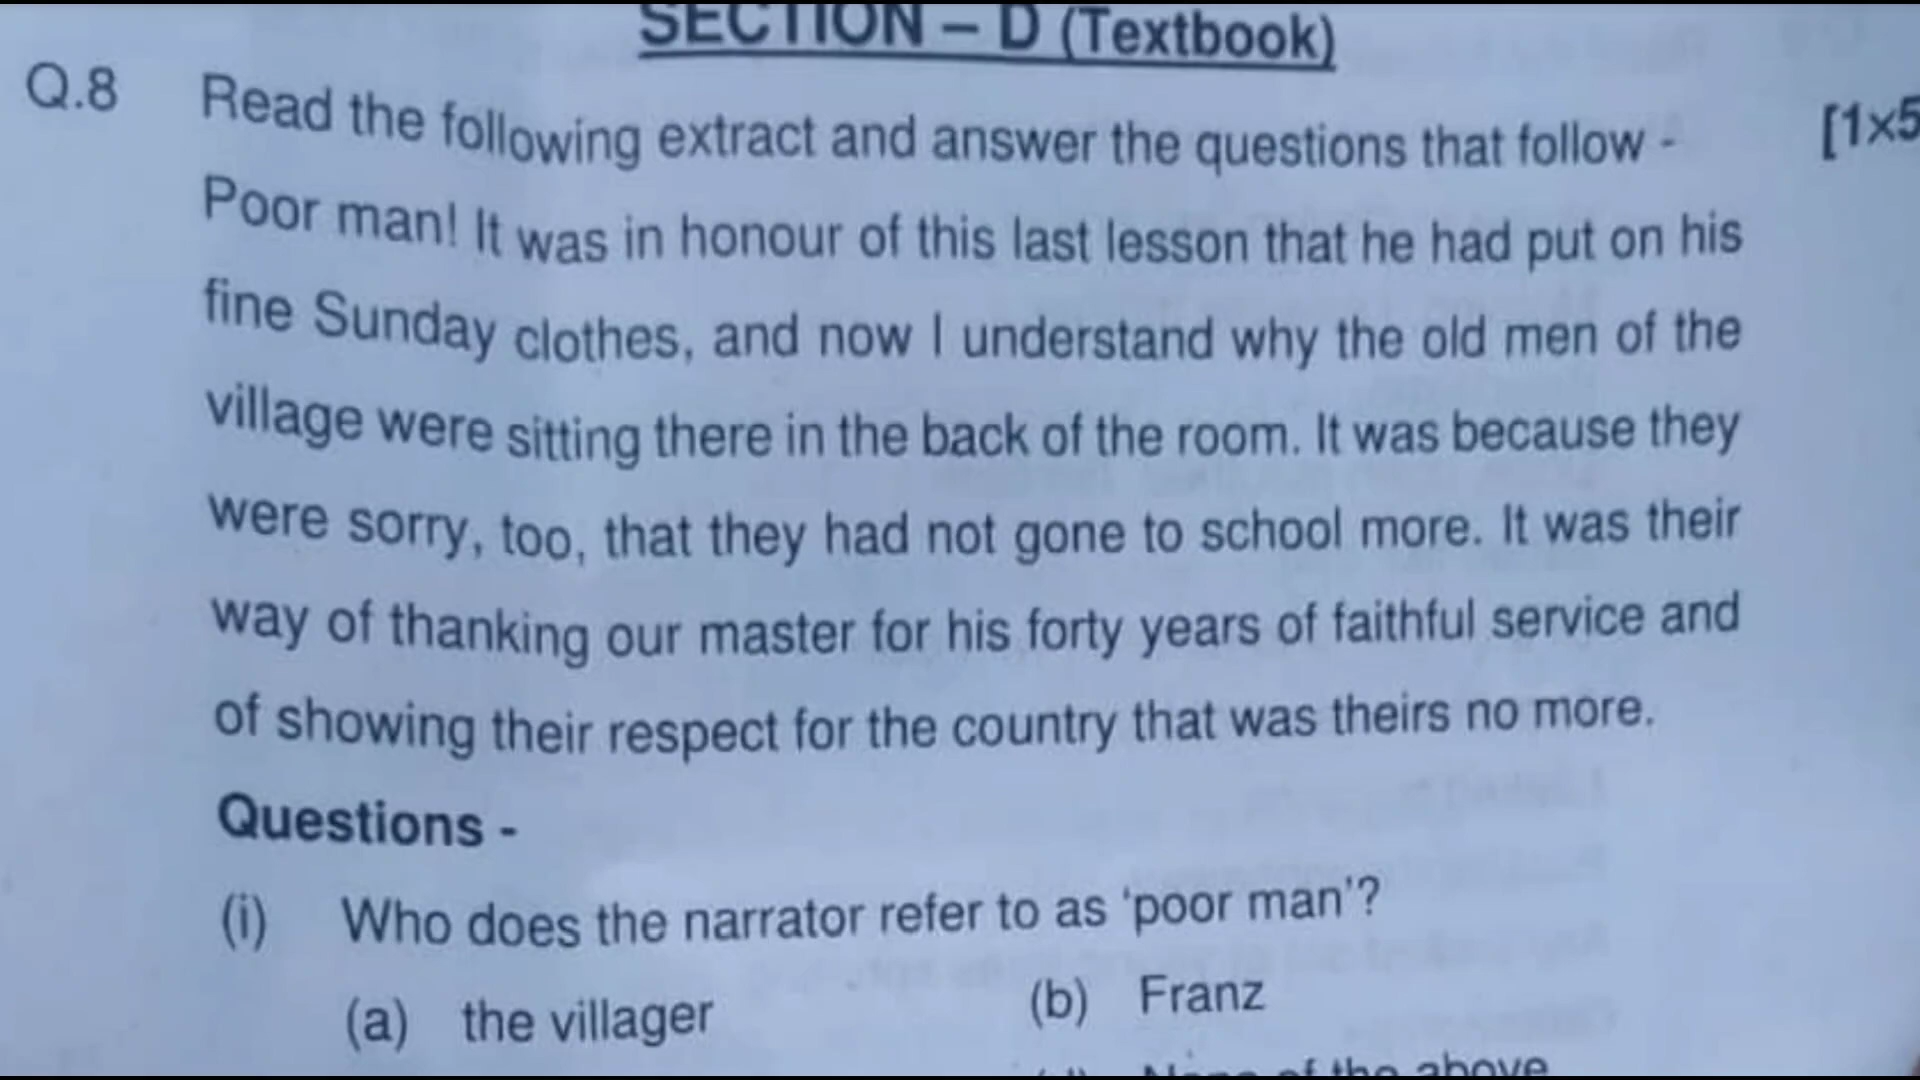 SECTION – D (Textbook)
Q.8 Read the following extract and answer the questions that follow - [1×5
Poor man! It was in honour of this last lesson that he had put on his
fine Sunday clothes, and now I understand why the old men of the
village were sitting there in the back of the room. It was because they
were sorry, too, that they had not gone to school more. It was their
way of thanking our master for his forty years of faithful service and
of showing their respect for the country that was theirs no more.
Questions -
(i) Who does the narrator refer to as 'poor man'?
(a) the villager (b) Franz
None of the above